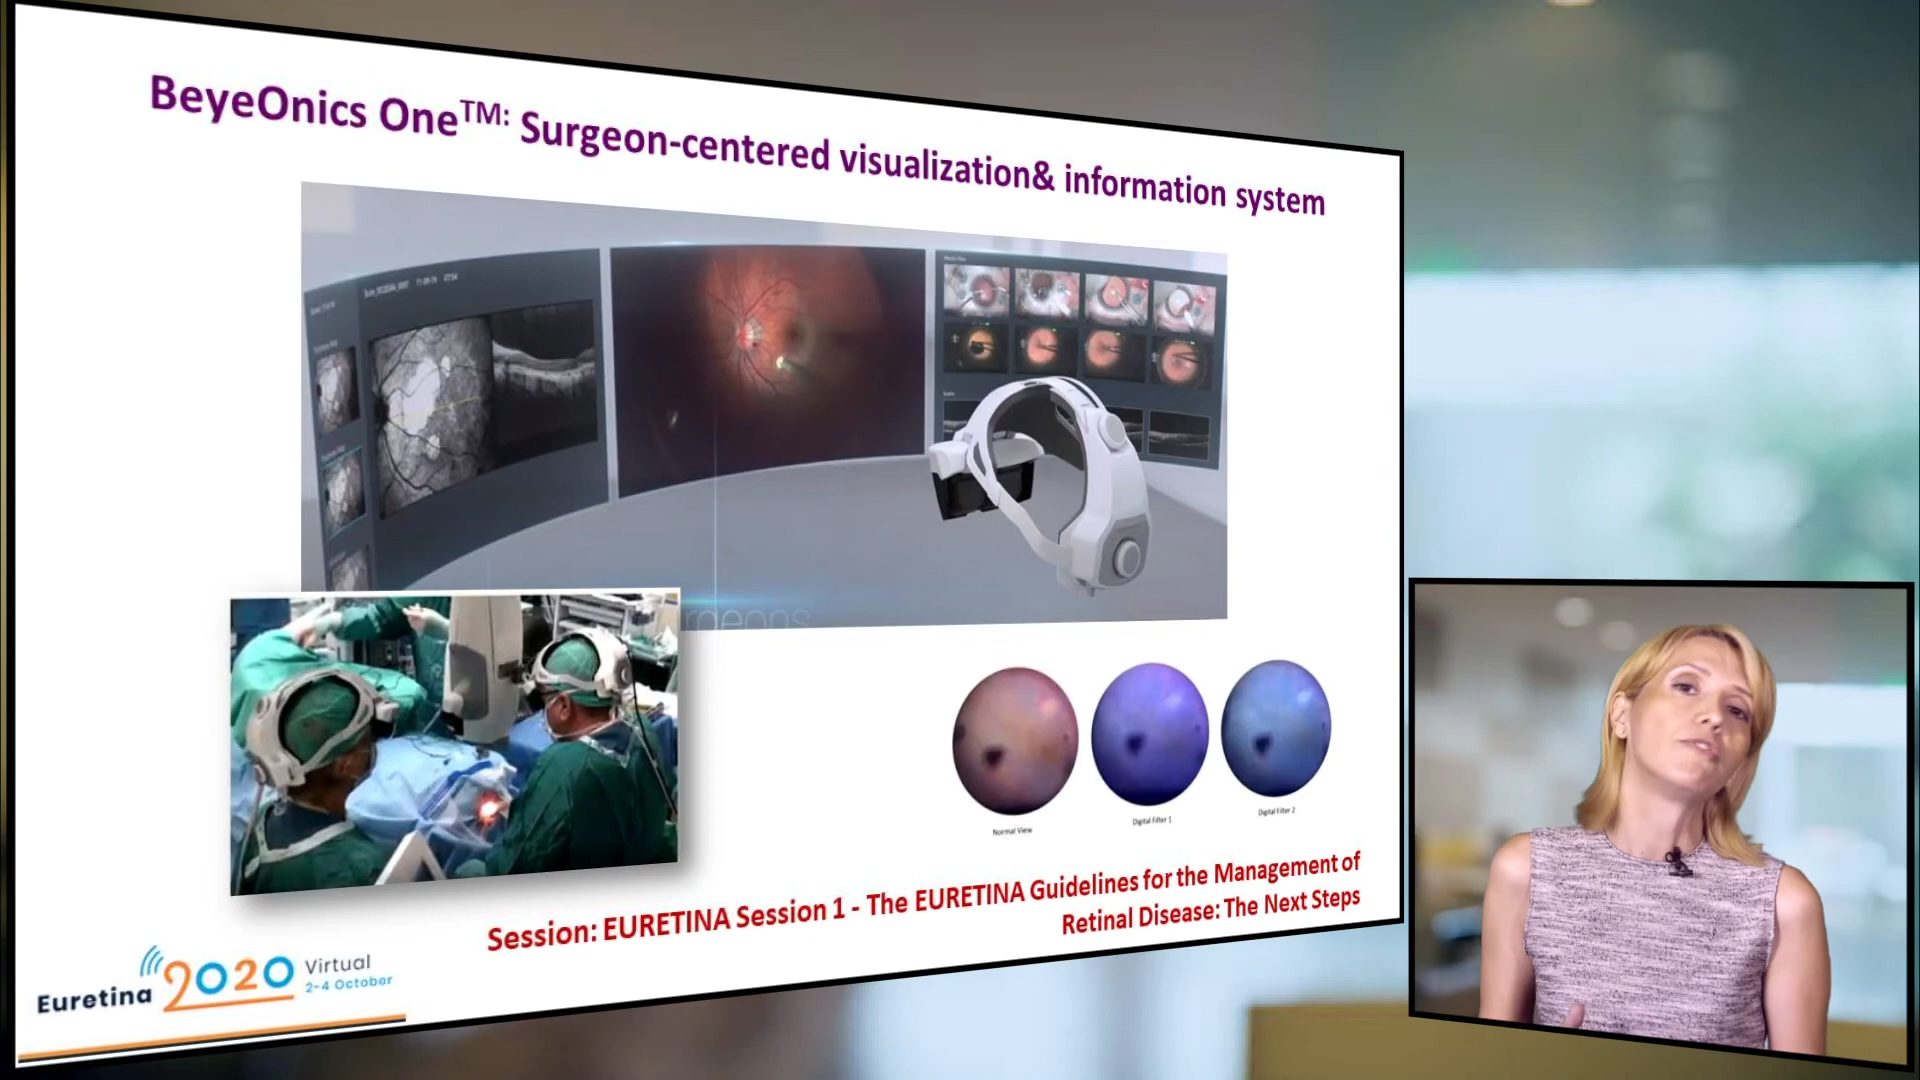 BeyeOnics One™: Surgeon-centered visualization& information system
rgeons
Normal View
Digital Filter 1
Digital Filter 2
Session: EURETINA Session 1 - The EURETINA Guidelines for the Management of
Retinal Disease: The Next Steps
Euretina 2020 Virtual
2-4 October